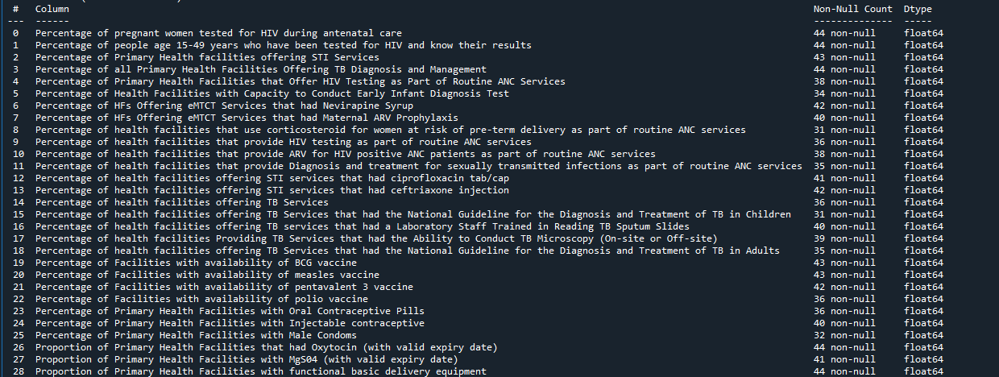 #   Column   Non-Null Count  Dtype
---  ------   --------------  -----
0   Percentage of pregnant women tested for HIV during antenatal care   44 non-null   float64
1   Percentage of people age 15-49 years who have been tested for HIV and know their results   44 non-null   float64
2   Percentage of Primary Health facilities offering STI Services   43 non-null   float64
3   Percentage of all Primary Health Facilities Offering TB Diagnosis and Management   44 non-null   float64
4   Percentage of Primary Health Facilities that Offer HIV Testing as Part of Routine ANC Services   38 non-null   float64
5   Percentage of Health Facilities with Capacity to Conduct Early Infant Diagnosis Test   34 non-null   float64
6   Percentage of HFs Offering eMTCT Services that had Nevirapine Syrup   42 non-null   float64
7   Percentage of HFs Offering eMTCT Services that had Maternal ARV Prophylaxis   40 non-null   float64
8   Percentage of health facilities that use corticosteroid for women at risk of pre-term delivery as part of routine ANC services   31 non-null   float64
9   Percentage of health facilities that provide HIV testing as part of routine ANC services   36 non-null   float64
10  Percentage of health facilities that provide ARV for HIV positive ANC patients as part of routine ANC services   38 non-null   float64
11  Percentage of health facilities that provide Diagnosis and treatment for sexually transmitted infections as part of routine ANC services   35 non-null   float64
12  Percentage of health facilities offering STI services that had ciprofloxacin tab/cap   41 non-null   float64
13  Percentage of health facilities offering STI services that had ceftriaxone injection   42 non-null   float64
14  Percentage of health facilities offering TB Services   36 non-null   float64
15  Percentage of health facilities offering TB Services that had the National Guideline for the Diagnosis and Treatment of TB in Children   31 non-null   float64
16  Percentage of health facilities offering TB services that had a Laboratory Staff Trained in Reading TB Sputum Slides   40 non-null   float64
17  Percentage of health facilities Providing TB Services that had the Ability to Conduct TB Microscopy (On-site or Off-site)   39 non-null   float64
18  Percentage of health facilities offering TB Services that had the National Guideline for the Diagnosis and Treatment of TB in Adults   35 non-null   float64
19  Percentage of Facilities with availability of BCG vaccine   43 non-null   float64
20  Percentage of Facilities with availability of measles vaccine   43 non-null   float64
21  Percentage of Facilities with availability of pentavalent 3 vaccine   42 non-null   float64
22  Percentage of Facilities with availability of polio vaccine   36 non-null   float64
23  Percentage of Primary Health Facilities with Oral Contraceptive Pills   36 non-null   float64
24  Percentage of Primary Health Facilities with Injectable contraceptive   40 non-null   float64
25  Percentage of Primary Health Facilities with Male Condoms   32 non-null   float64
26  Proportion of Primary Health Facilities that had Oxytocin (with valid expiry date)   44 non-null   float64
27  Proportion of Primary Health Facilities with MgS04 (with valid expiry date)   41 non-null   float64
28  Proportion of Primary Health Facilities with functional basic delivery equipment   44 non-null   float64